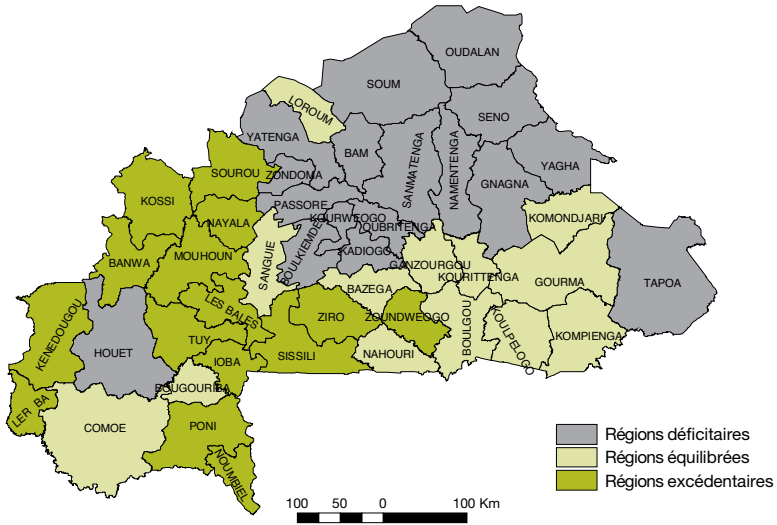 OUDALAN
SOUM
LOROUM
SENO
YATENGA
BAM
SANMATENGA
NAMENTENGA
YAGHA
SOUROU
ZONDOMA
GNAGNA
KOSSI
PASSORE
KOURWEOGO
OUBRITENGA
KOMONDJARI
NAYALA
BOULKIEMDE
KADIOGO
SANGUIE
MOUHOUN
BANWA
GANZOURGOU
KOURITTENGA
GOURMA
TAPOA
BAZEGA
KENEDOUGOU
LES BALES
ZIRO
ZOUNDWEOGO
BOULGOU
KOULPELOGO
KOMPIENGA
HOUET
TUY
IOBA
SISSILI
NAHOURI
BOUGOURIBA
LER BA
COMOE
PONI
NOUMBIEL
Régions déficitaires
Régions équilibrées
Régions excédentaires
100 50 0 100 Km